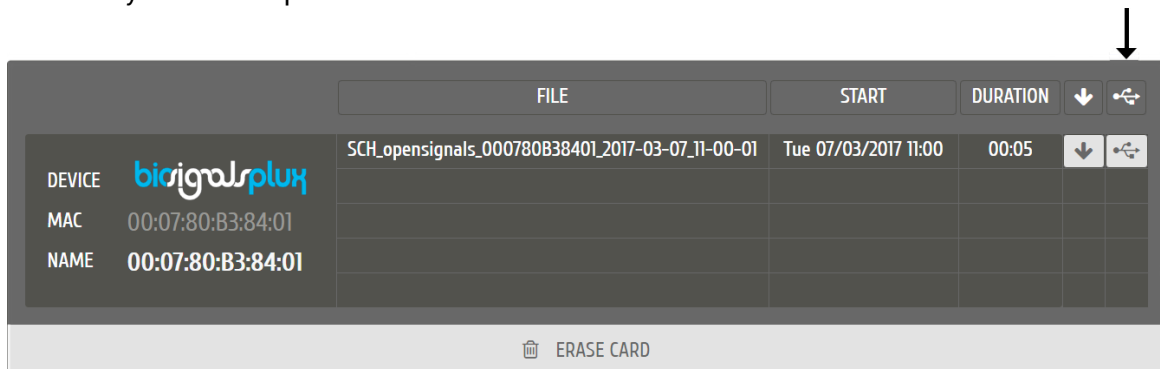 FILE START DURATION
SCH_opensignals_000780B38401_2017-03-07_11-00-01 Tue 07/03/2017 11:00 00:05
DEVICE biosignalsplux
MAC 00:07:80:B3:84:01
NAME 00:07:80:B3:84:01
ERASE CARD